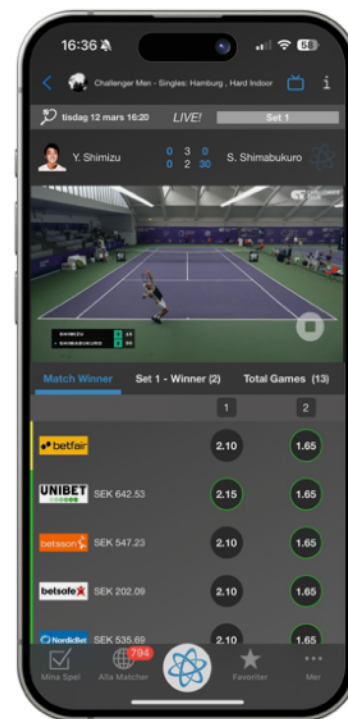 16:36 58
Challenger Men - Singles: Hamburg , Hard Indoor i
tisdag 12 mars 16:20 LIVE! Set 1
Y. Shimizu 0 3 0 S. Shimabukuro
0 2 30
SHIMIZU
SHIMABUKURO
Match Winner Set 1 - Winner (2) Total Games (13)
1 2
betfair 2.10 1.65
UNIBET SEK 642.53 2.15 1.65
betsson SEK 547.23 2.10 1.65
betsafe SEK 202.09 2.10 1.65
NordicBet SEK 535.69 2.10 1.65
794
Mina Spel Alla Matcher Favoriter Mer